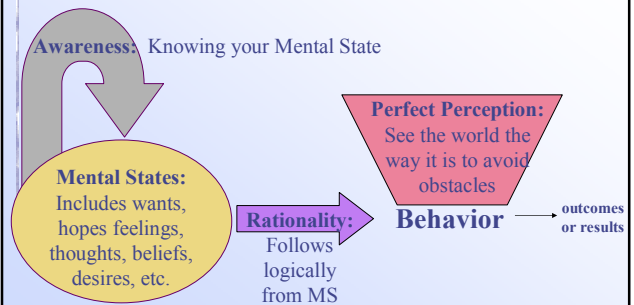 Awareness: Knowing your Mental State
Perfect Perception:
See the world the
way it is to avoid
obstacles
Mental States:
Includes wants,
hopes feelings,
thoughts, beliefs,
desires, etc.
Rationality:
Follows
logically
from MS
Behavior
outcomes
or results